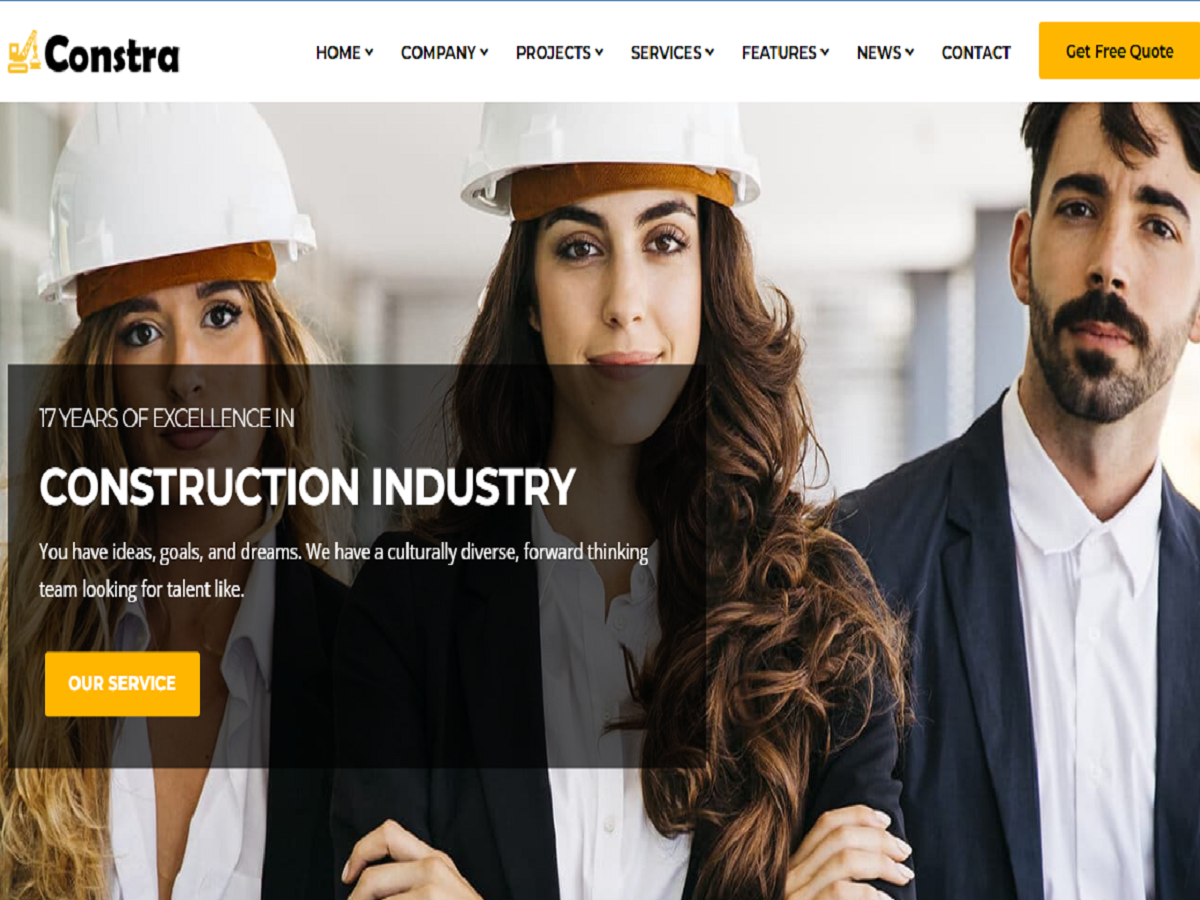 Constra
HOME COMPANY PROJECTS SERVICES FEATURES NEWS CONTACT Get Free Quote
17 YEARS OF EXCELLENCE IN
CONSTRUCTION INDUSTRY
You have ideas, goals, and dreams. We have a culturally diverse, forward thinking
team looking for talent like.
OUR SERVICE